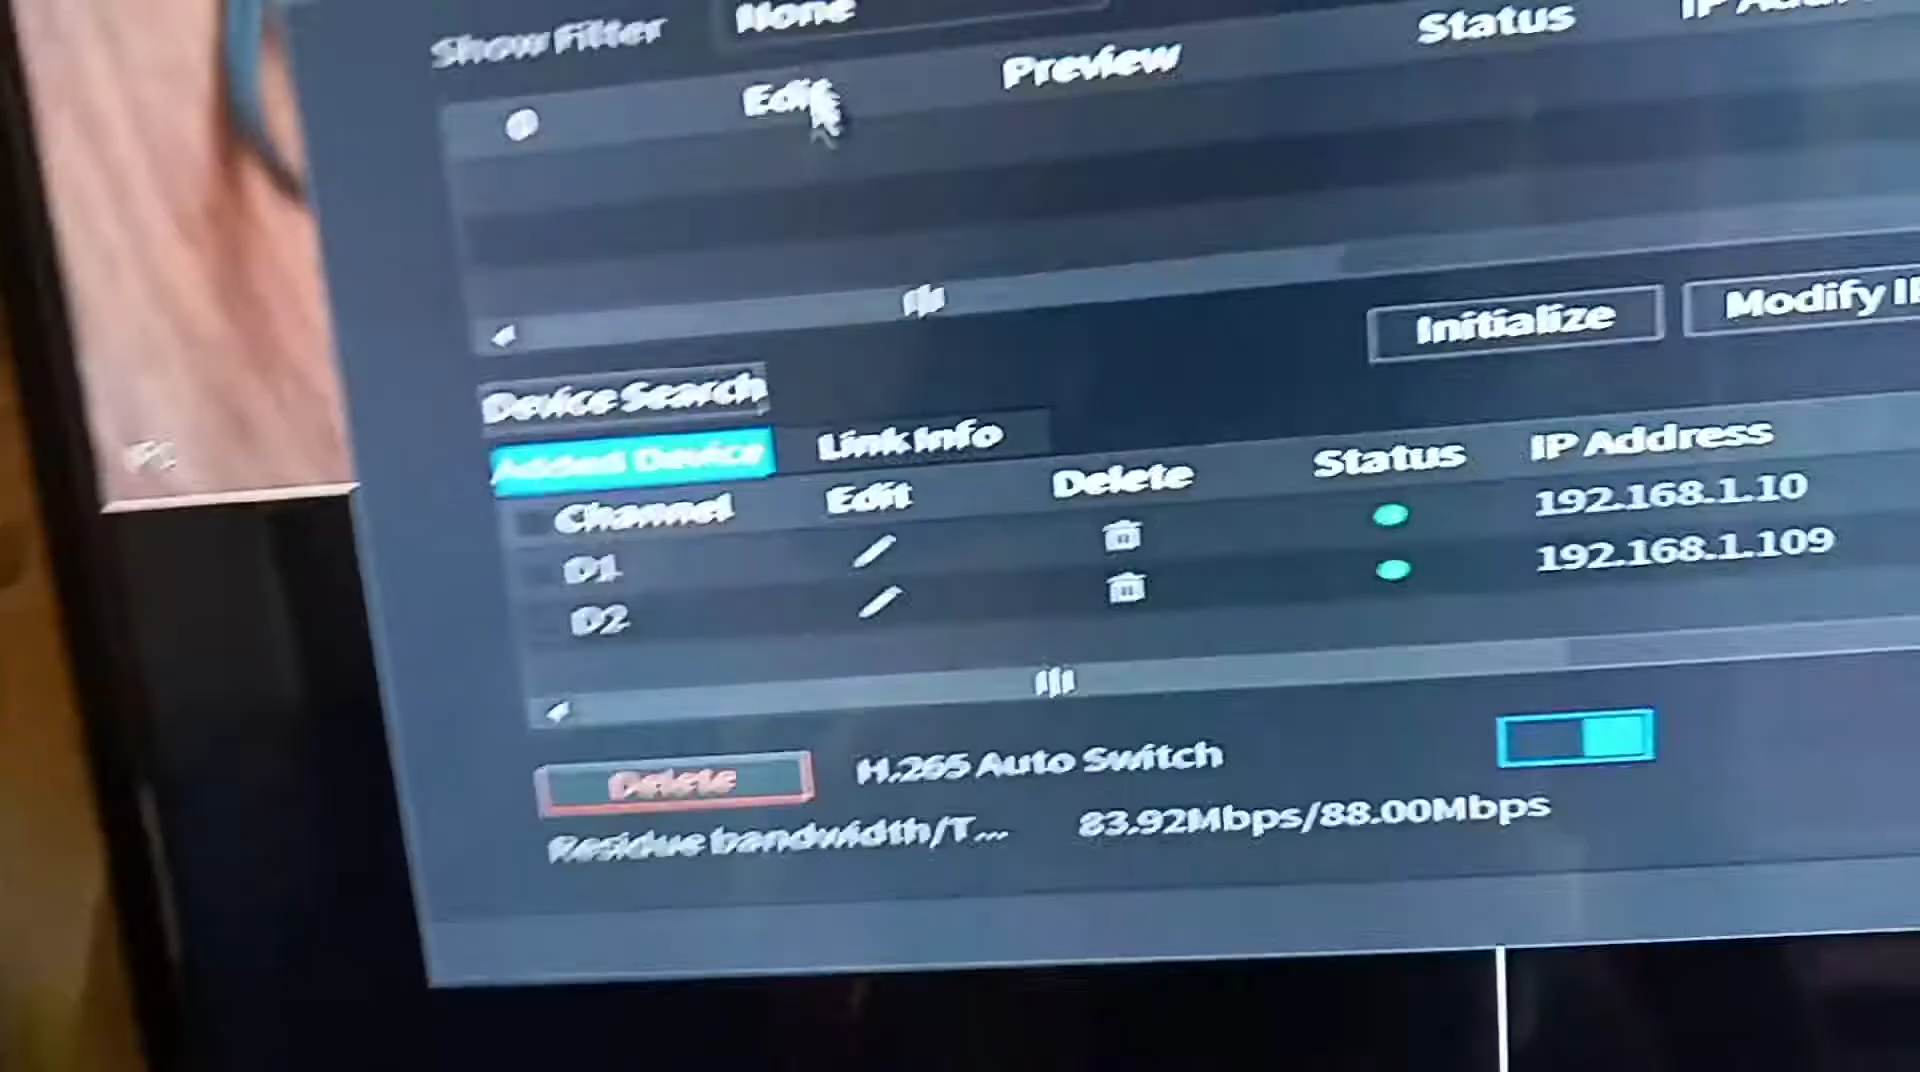 Show Filter None
Edit Preview Status
Initialize Modify
Device Search
Added Device Link Info
Channel Edit Delete Status IP Address
D1 192.168.1.10
D2 192.168.1.109
Delete H.265 Auto Switch
Residue bandwidth/T... 83.92Mbps/88.00Mbps